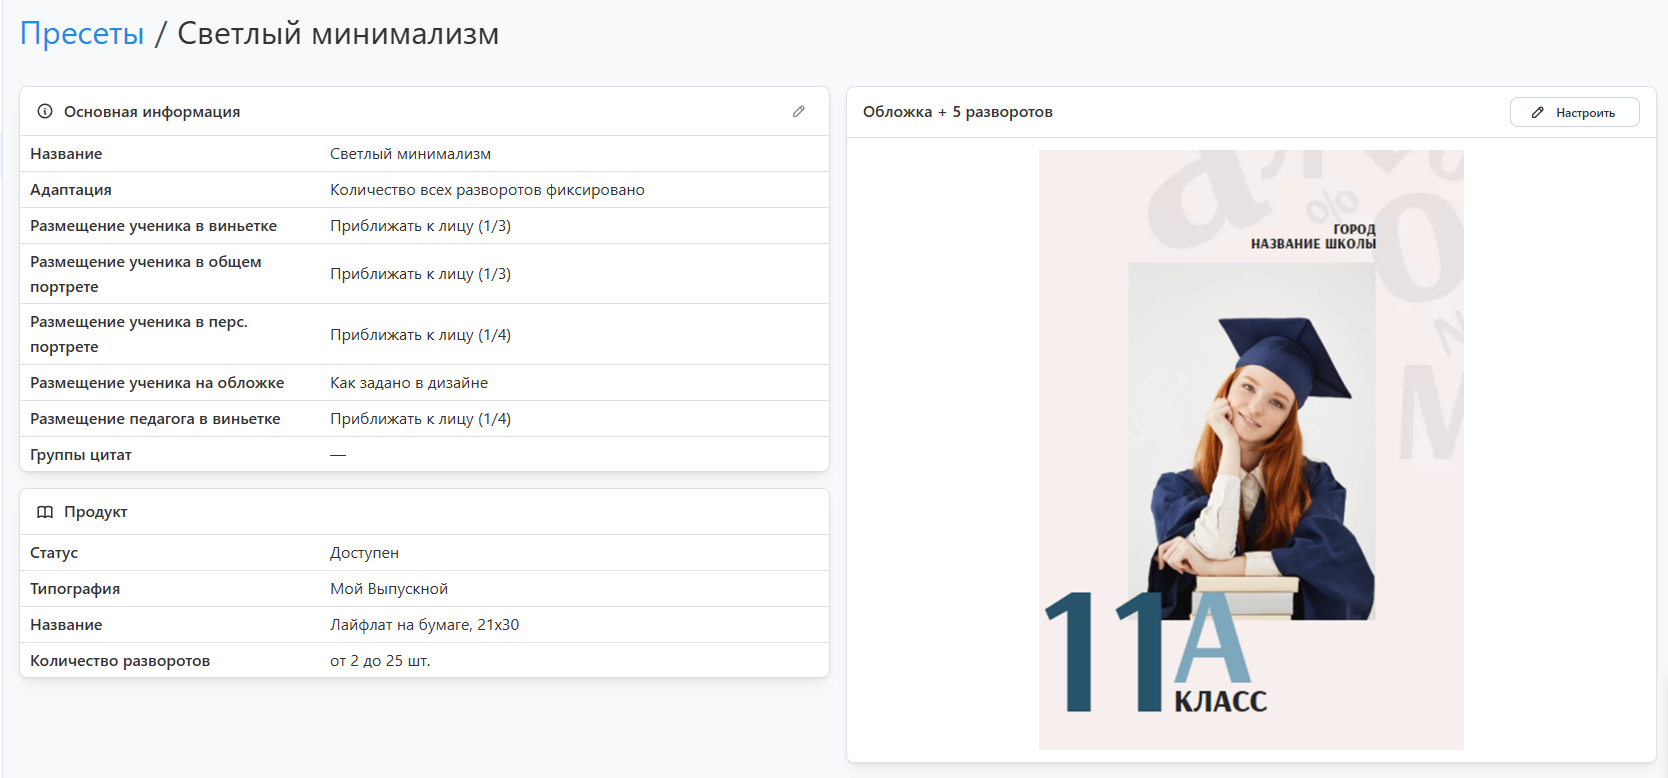 Пресеты / Светлый минимализм
Основная информация
Название Светлый минимализм
Адаптация Количество всех разворотов фиксировано
Размещение ученика в виньетке Приближать к лицу (1/3)
Размещение ученика в общем
портрете Приближать к лицу (1/3)
Размещение ученика в перс.
портрете Приближать к лицу (1/4)
Размещение ученика на обложке Как задано в дизайне
Размещение педагога в виньетке Приближать к лицу (1/4)
Группы цитат —
Продукт
Статус Доступен
Типография Мой Выпускной
Название Лайфлат на бумаге, 21x30
Количество разворотов от 2 до 25 шт.
Обложка + 5 разворотов
Настроить
ГОРОД
НАЗВАНИЕ ШКОЛЫ
11А
КЛАСС